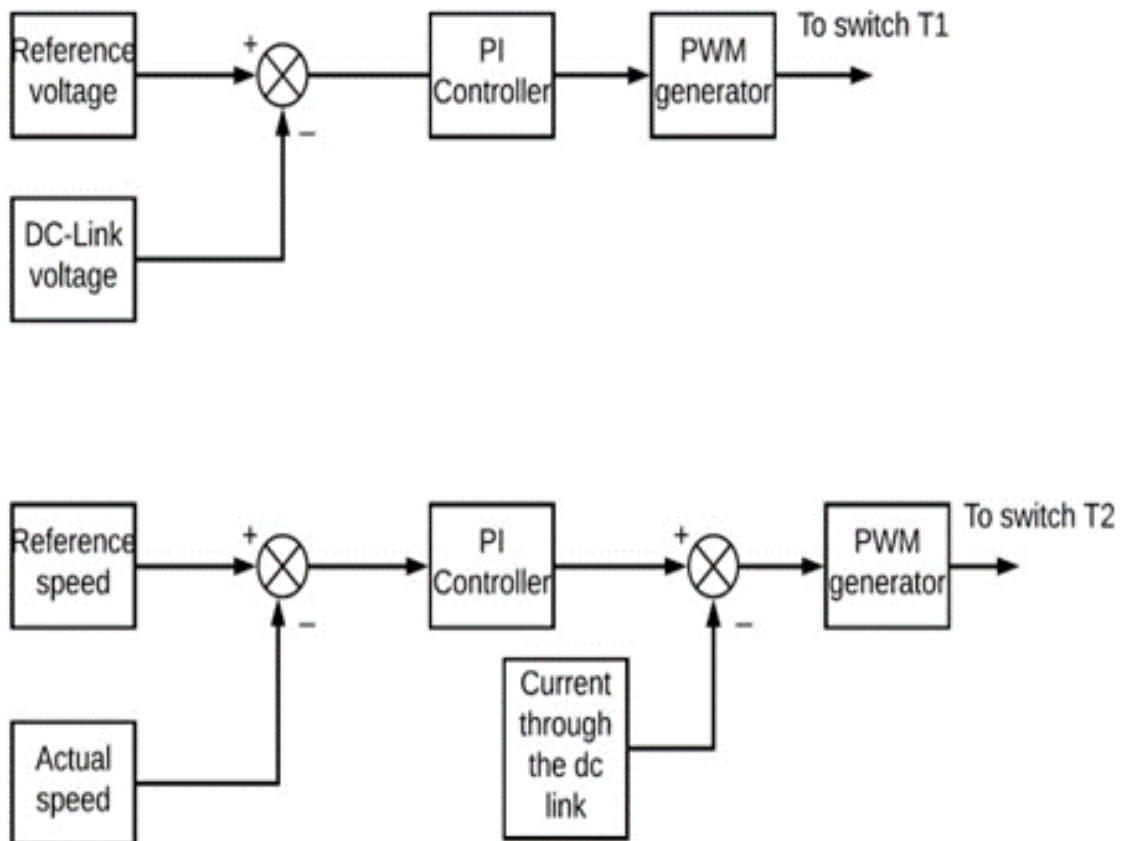 Reference
voltage
+
−
PI
Controller
PWM
generator
To switch T1
DC-Link
voltage
Reference
speed
+
−
PI
Controller
+
−
PWM
generator
To switch T2
Actual
speed
Current
through
the dc
link